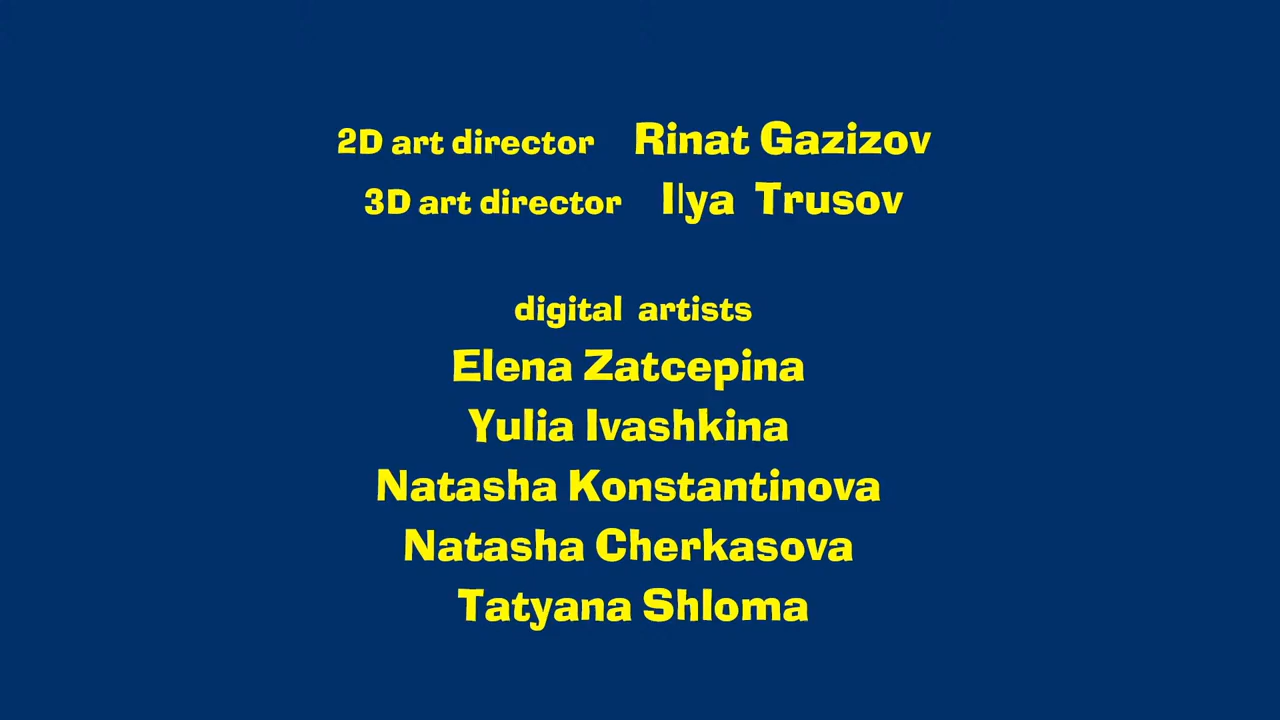 2D art director Rinat Gazizov
3D art director Ilya Trusov
digital artists
Elena Zatcepina
Yulia Ivashkina
Natasha Konstantinova
Natasha Cherkasova
Tatyana Shloma